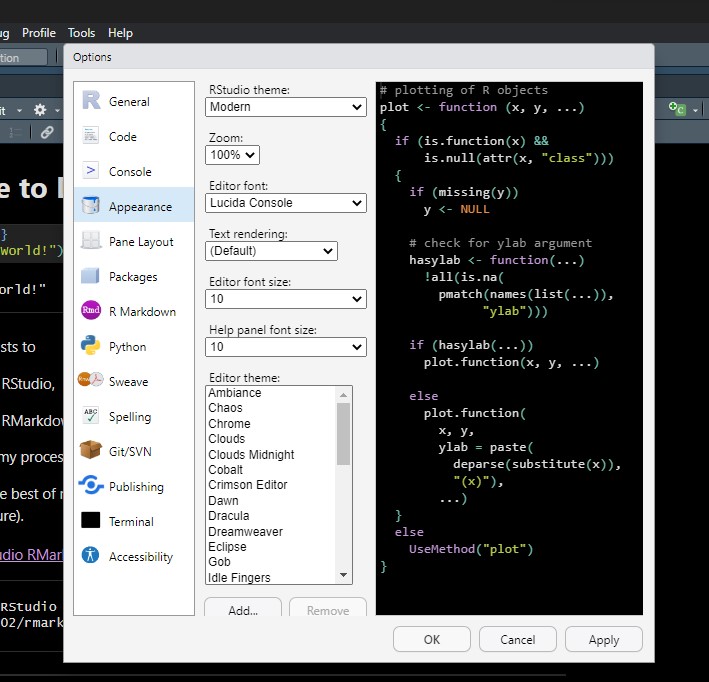 Profile Tools Help
Options
General
Code
Console
Appearance
Pane Layout
Packages
Rmd R Markdown
Python
Sweave
ABC Spelling
Git/SVN
Publishing
Terminal
Accessibility
RStudio theme:
Modern
Zoom:
100%
Editor font:
Lucida Console
Text rendering:
(Default)
Editor font size:
10
Help panel font size:
10
Editor theme:
Ambiance
Chaos
Chrome
Clouds
Clouds Midnight
Cobalt
Crimson Editor
Dawn
Dracula
Dreamweaver
Eclipse
Gob
Idle Fingers
Add... Remove
# plotting of R objects
plot <- function (x, y, ...)
{
if (is.function(x) &&
is.null(attr(x, "class")))
{
if (missing(y))
y <- NULL
# check for ylab argument
hasylab <- function(...)
!all(is.na(
pmatch(names(list(...)),
"ylab")))
if (hasylab(...))
plot.function(x, y, ...)
else
plot.function(
x, y,
ylab = paste(
deparse(substitute(x)),
"(x)"),
...)
}
else
UseMethod("plot")
}
OK Cancel Apply
e to
}
World!")
orld!"
sts to
RStudio,
RMarkdow
my proces
e best of
ure).
udio RMar
RStudio
02/rmark